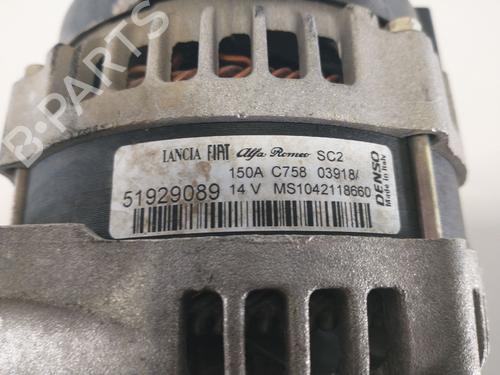 B-PARTS
LANCIA FIAT Alfa Romeo SC2
150A C758 03918/
51929089 14 V MS1042118660
DENSO
Made in Italy